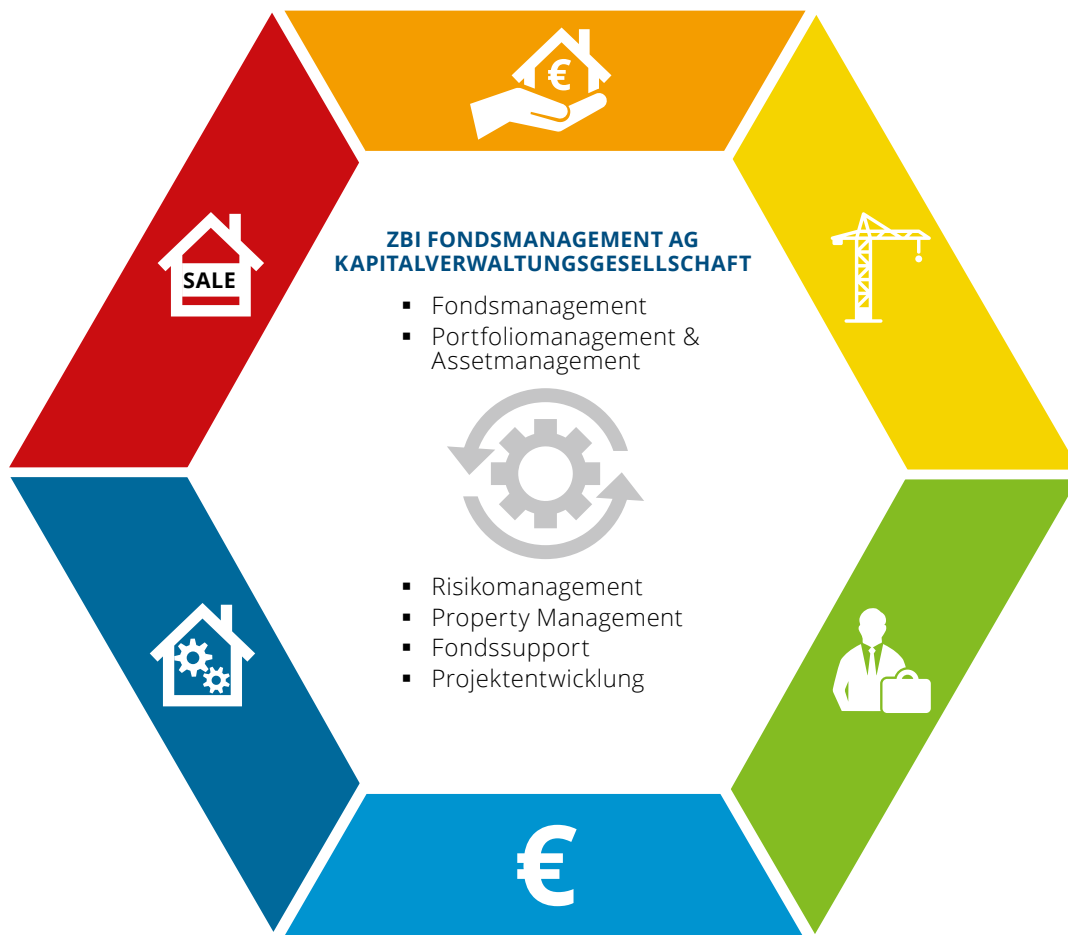 €
SALE
ZBI FONDSMANAGEMENT AG
KAPITALVERWALTUNGSGESELLSCHAFT
▪ Fondsmanagement
▪ Portfoliomanagement &
Assetmanagement
▪ Risikomanagement
▪ Property Management
▪ Fondssupport
▪ Projektentwicklung
€